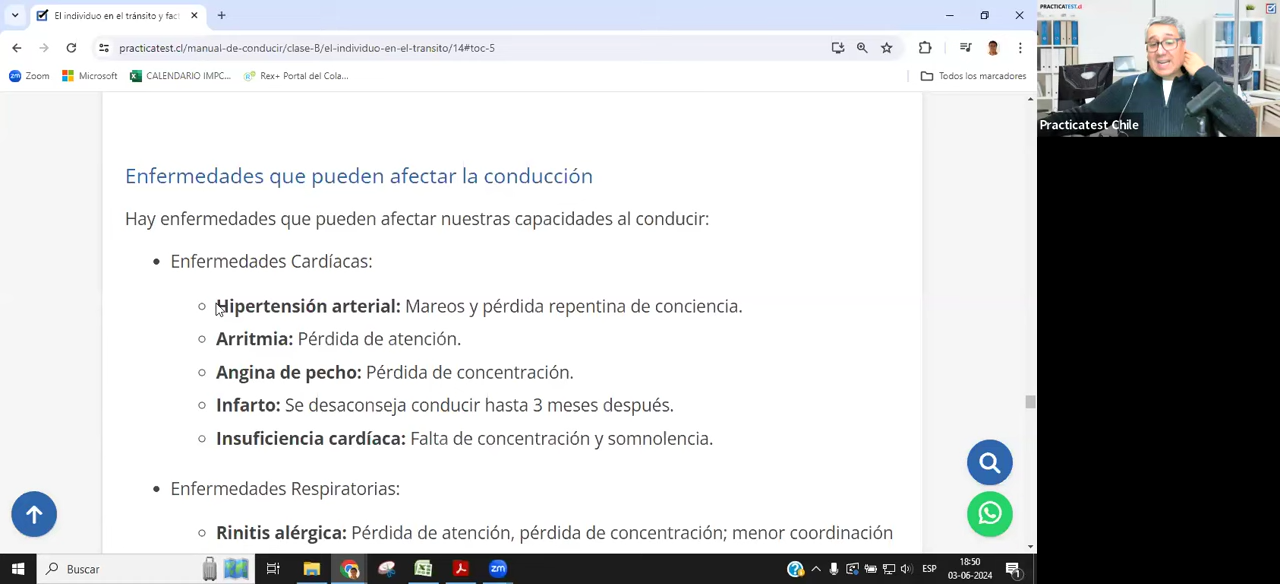 El individuo en el tránsito y fact
practicatest.cl/manual-de-conducir/clase-B/el-individuo-en-el-transito/14#toc-5
Zoom
Microsoft
CALENDARIO IMPC...
Rex+ Portal del Cola...
Todos los marcadores
PRACTICATEST.cl
Practicatest Chile
Enfermedades que pueden afectar la conducción
Hay enfermedades que pueden afectar nuestras capacidades al conducir:
Enfermedades Cardíacas:
Hipertensión arterial: Mareos y pérdida repentina de conciencia.
Arritmia: Pérdida de atención.
Angina de pecho: Pérdida de concentración.
Infarto: Se desaconseja conducir hasta 3 meses después.
Insuficiencia cardíaca: Falta de concentración y somnolencia.
Enfermedades Respiratorias:
Rinitis alérgica: Pérdida de atención, pérdida de concentración; menor coordinación
Buscar
ESP
18:50
03-06-2024